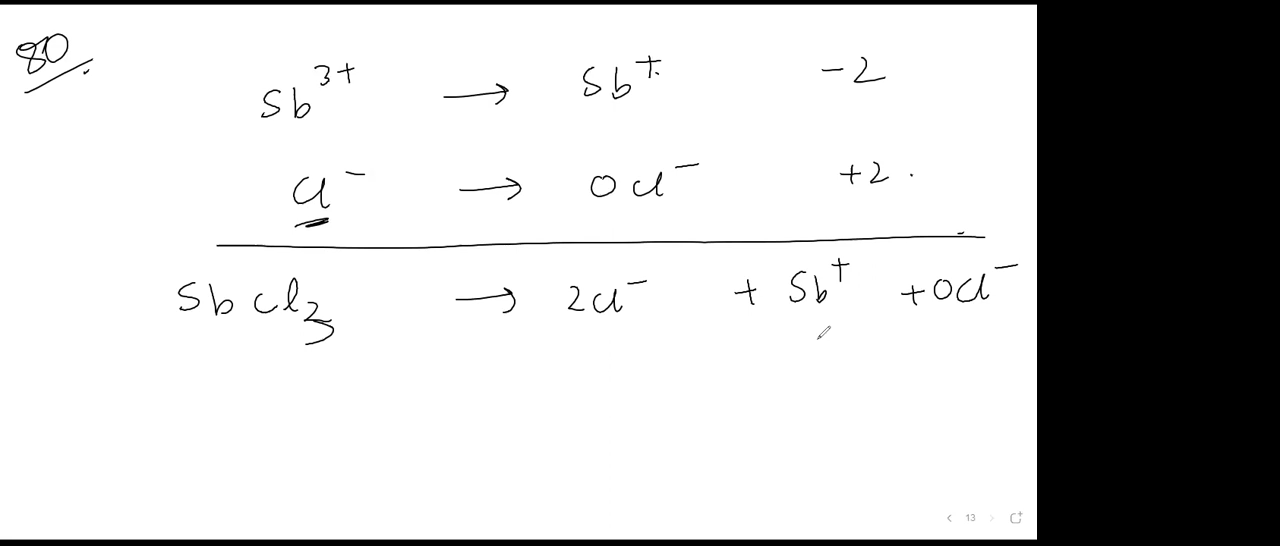 80.
Sb³⁺ → Sb⁺ -2
Cl⁻ → OCl⁻ +2.
SbCl₃ → 2Cl⁻ + Sb⁺ + OCl⁻
< 13 >